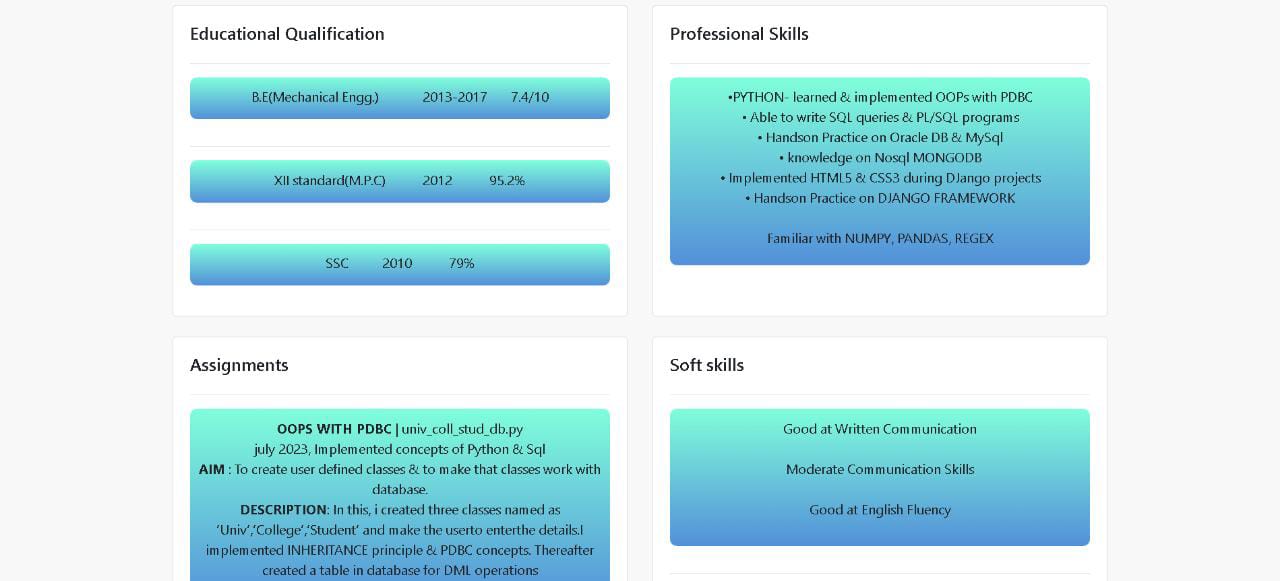 Educational Qualification
B.E(Mechanical Engg.) 2013-2017 7.4/10
XII standard(M.P.C) 2012 95.2%
SSC 2010 79%
Professional Skills
•PYTHON- learned & implemented OOPs with PDBC
• Able to write SQL queries & PL/SQL programs
• Handson Practice on Oracle DB & MySql
• knowledge on Nosql MONGODB
• Implemented HTML5 & CSS3 during DJango projects
• Handson Practice on DJANGO FRAMEWORK
Familiar with NUMPY, PANDAS, REGEX
Assignments
OOPS WITH PDBC | univ_coll_stud_db.py
july 2023, Implemented concepts of Python & Sql
AIM : To create user defined classes & to make that classes work with
database.
DESCRIPTION: In this, i created three classes named as
‘Univ’,‘College’,‘Student’ and make the userto enterthe details.I
implemented INHERITANCE principle & PDBC concepts. Thereafter
created a table in database for DML operations
Soft skills
Good at Written Communication
Moderate Communication Skills
Good at English Fluency